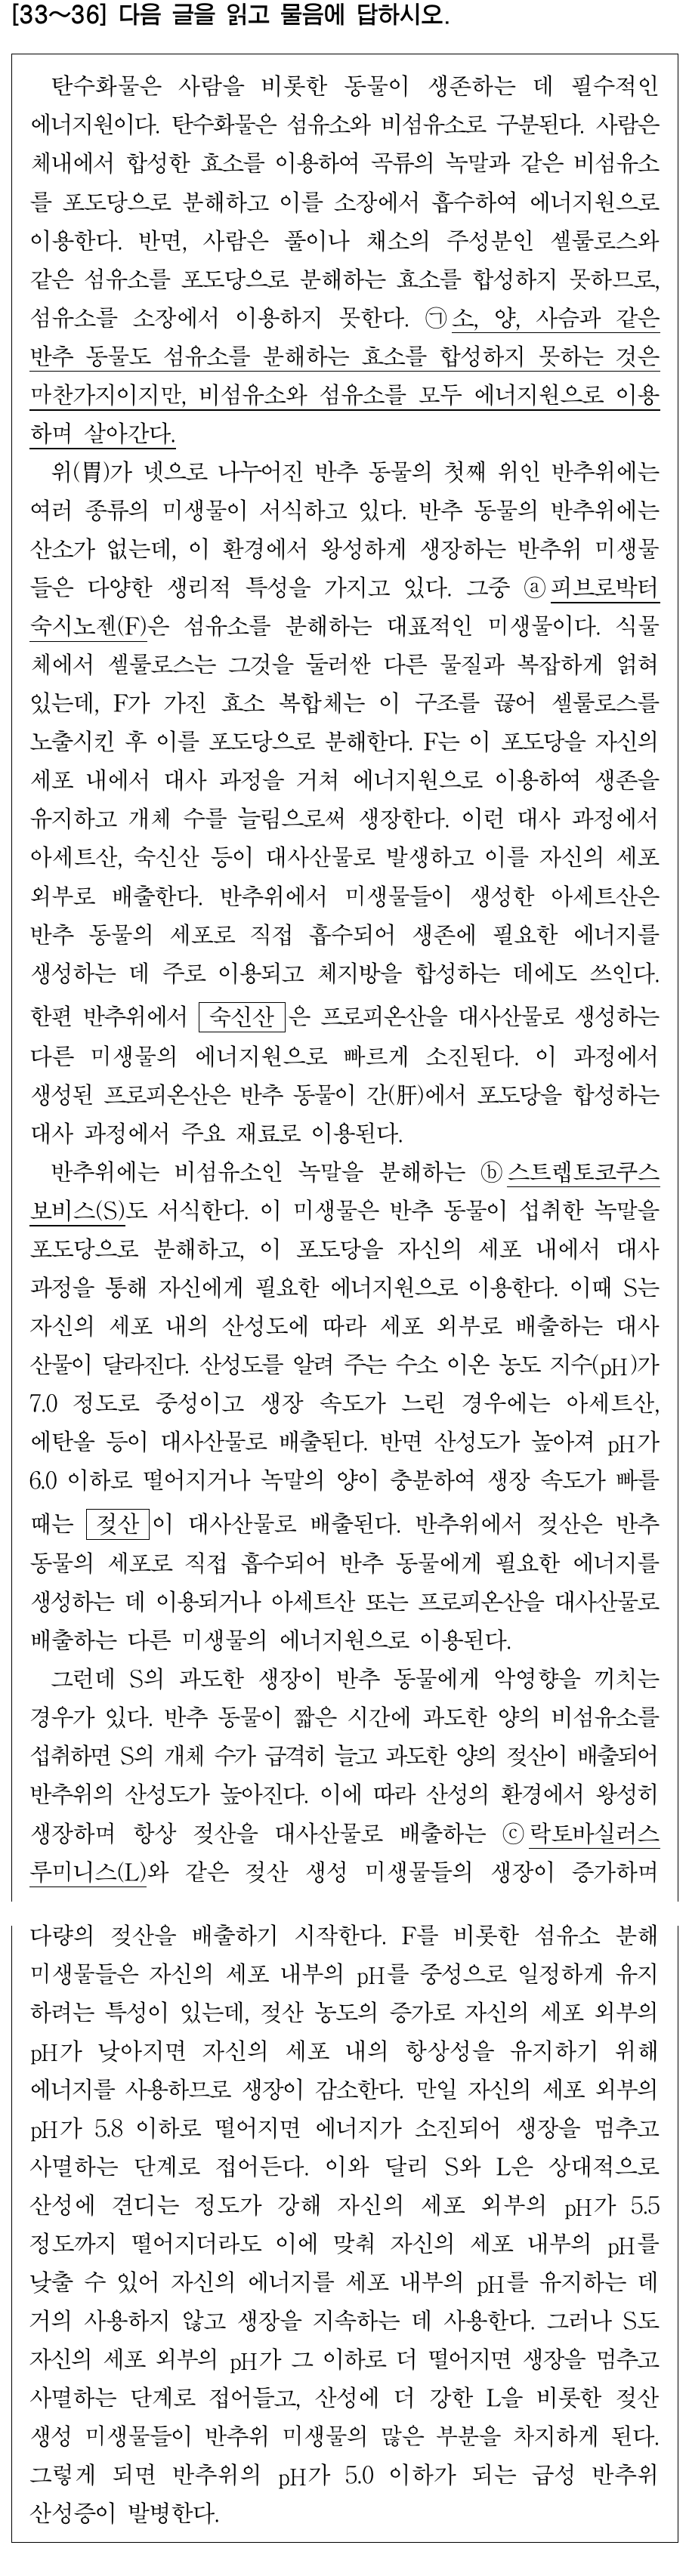 [33～36] 다음 글을 읽고 물음에 답하시오.
탄수화물은 사람을 비롯한 동물이 생존하는 데 필수적인
에너지원이다. 탄수화물은 섬유소와 비섬유소로 구분된다. 사람은
체내에서 합성한 효소를 이용하여 곡류의 녹말과 같은 비섬유소
를 포도당으로 분해하고 이를 소장에서 흡수하여 에너지원으로
이용한다. 반면, 사람은 풀이나 채소의 주성분인 셀룰로스와
같은 섬유소를 포도당으로 분해하는 효소를 합성하지 못하므로,
섬유소를 소장에서 이용하지 못한다. ㉠소, 양, 사슴과 같은
반추 동물도 섬유소를 분해하는 효소를 합성하지 못하는 것은
마찬가지이지만, 비섬유소와 섬유소를 모두 에너지원으로 이용
하며 살아간다.
위(胃)가 넷으로 나누어진 반추 동물의 첫째 위인 반추위에는
여러 종류의 미생물이 서식하고 있다. 반추 동물의 반추위에는
산소가 없는데, 이 환경에서 왕성하게 생장하는 반추위 미생물
들은 다양한 생리적 특성을 가지고 있다. 그중 ⓐ피브로박터
숙시노젠(F)은 섬유소를 분해하는 대표적인 미생물이다. 식물
체에서 셀룰로스는 그것을 둘러싼 다른 물질과 복잡하게 얽혀
있는데, F가 가진 효소 복합체는 이 구조를 끊어 셀룰로스를
노출시킨 후 이를 포도당으로 분해한다. F는 이 포도당을 자신의
세포 내에서 대사 과정을 거쳐 에너지원으로 이용하여 생존을
유지하고 개체 수를 늘림으로써 생장한다. 이런 대사 과정에서
아세트산, 숙신산 등이 대사산물로 발생하고 이를 자신의 세포
외부로 배출한다. 반추위에서 미생물들이 생성한 아세트산은
반추 동물의 세포로 직접 흡수되어 생존에 필요한 에너지를
생성하는 데 주로 이용되고 체지방을 합성하는 데에도 쓰인다.
한편 반추위에서 숙신산은 프로피온산을 대사산물로 생성하는
다른 미생물의 에너지원으로 빠르게 소진된다. 이 과정에서
생성된 프로피온산은 반추 동물이 간(肝)에서 포도당을 합성하는
대사 과정에서 주요 재료로 이용된다.
반추위에는 비섬유소인 녹말을 분해하는 ⓑ스트렙토코쿠스
보비스(S)도 서식한다. 이 미생물은 반추 동물이 섭취한 녹말을
포도당으로 분해하고, 이 포도당을 자신의 세포 내에서 대사
과정을 통해 자신에게 필요한 에너지원으로 이용한다. 이때 S는
자신의 세포 내의 산성도에 따라 세포 외부로 배출하는 대사
산물이 달라진다. 산성도를 알려 주는 수소 이온 농도 지수(pH)가
7.0 정도로 중성이고 생장 속도가 느린 경우에는 아세트산,
에탄올 등이 대사산물로 배출된다. 반면 산성도가 높아져 pH가
6.0 이하로 떨어지거나 녹말의 양이 충분하여 생장 속도가 빠를
때는 젖산이 대사산물로 배출된다. 반추위에서 젖산은 반추
동물의 세포로 직접 흡수되어 반추 동물에게 필요한 에너지를
생성하는 데 이용되거나 아세트산 또는 프로피온산을 대사산물로
배출하는 다른 미생물의 에너지원으로 이용된다.
그런데 S의 과도한 생장이 반추 동물에게 악영향을 끼치는
경우가 있다. 반추 동물이 짧은 시간에 과도한 양의 비섬유소를
섭취하면 S의 개체 수가 급격히 늘고 과도한 양의 젖산이 배출되어
반추위의 산성도가 높아진다. 이에 따라 산성의 환경에서 왕성히
생장하며 항상 젖산을 대사산물로 배출하는 ⓒ락토바실러스
루미니스(L)와 같은 젖산 생성 미생물들의 생장이 증가하며
다량의 젖산을 배출하기 시작한다. F를 비롯한 섬유소 분해
미생물들은 자신의 세포 내부의 pH를 중성으로 일정하게 유지
하려는 특성이 있는데, 젖산 농도의 증가로 자신의 세포 외부의
pH가 낮아지면 자신의 세포 내의 항상성을 유지하기 위해
에너지를 사용하므로 생장이 감소한다. 만일 자신의 세포 외부의
pH가 5.8 이하로 떨어지면 에너지가 소진되어 생장을 멈추고
사멸하는 단계로 접어든다. 이와 달리 S와 L은 상대적으로
산성에 견디는 정도가 강해 자신의 세포 외부의 pH가 5.5
정도까지 떨어지더라도 이에 맞춰 자신의 세포 내부의 pH를
낮출 수 있어 자신의 에너지를 세포 내부의 pH를 유지하는 데
거의 사용하지 않고 생장을 지속하는 데 사용한다. 그러나 S도
자신의 세포 외부의 pH가 그 이하로 더 떨어지면 생장을 멈추고
사멸하는 단계로 접어들고, 산성에 더 강한 L을 비롯한 젖산
생성 미생물들이 반추위 미생물의 많은 부분을 차지하게 된다.
그렇게 되면 반추위의 pH가 5.0 이하가 되는 급성 반추위
산성증이 발병한다.